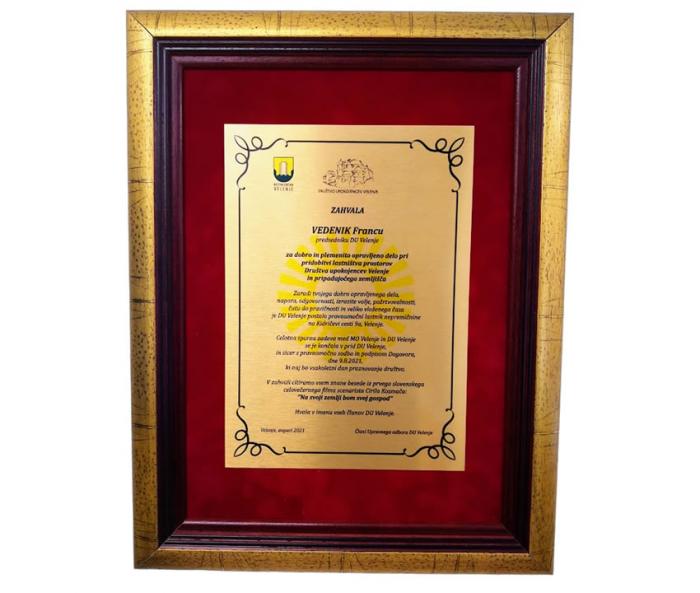 MESTNA OBČINA
VELENJE
DRUŠTVO UPOKOJENCEV VELENJE
ZAHVALA
VEDENIK Francu
predsedniku DU Velenje
za dobro in plemenito opravljeno delo pri
pridobitvi lastništva prostorov
Društva upokojencev Velenje
in pripadajočega zemljišča
Zaradi tvojega dobro opravljenega dela,
napora, odgovornosti, izrazite volje, požrtvovalnosti,
čuta do pravičnosti in veliko vloženega časa
je DU Velenje postalo pravnomočni lastnik nepremičnine
na Kidričevi cesti 9a, Velenje.
Celotna sporna zadeva med MO Velenje in DU Velenje
se je končala v prid DU Velenje,
in sicer s pravnomočno sodbo in podpisom Dogovora,
dne 9.8.2021,
ki naj bo vsakoletni dan praznovanja društva.
V zahvali citiramo vsem znane besede iz prvega slovenskega
celovečernega filma scenarista Cirila Kosmača:
"Na svoji zemlji bom svoj gospod"
Hvala v imenu vseh članov DU Velenje.
Velenje, avgust 2021 Člani Upravnega odbora DU Velenje